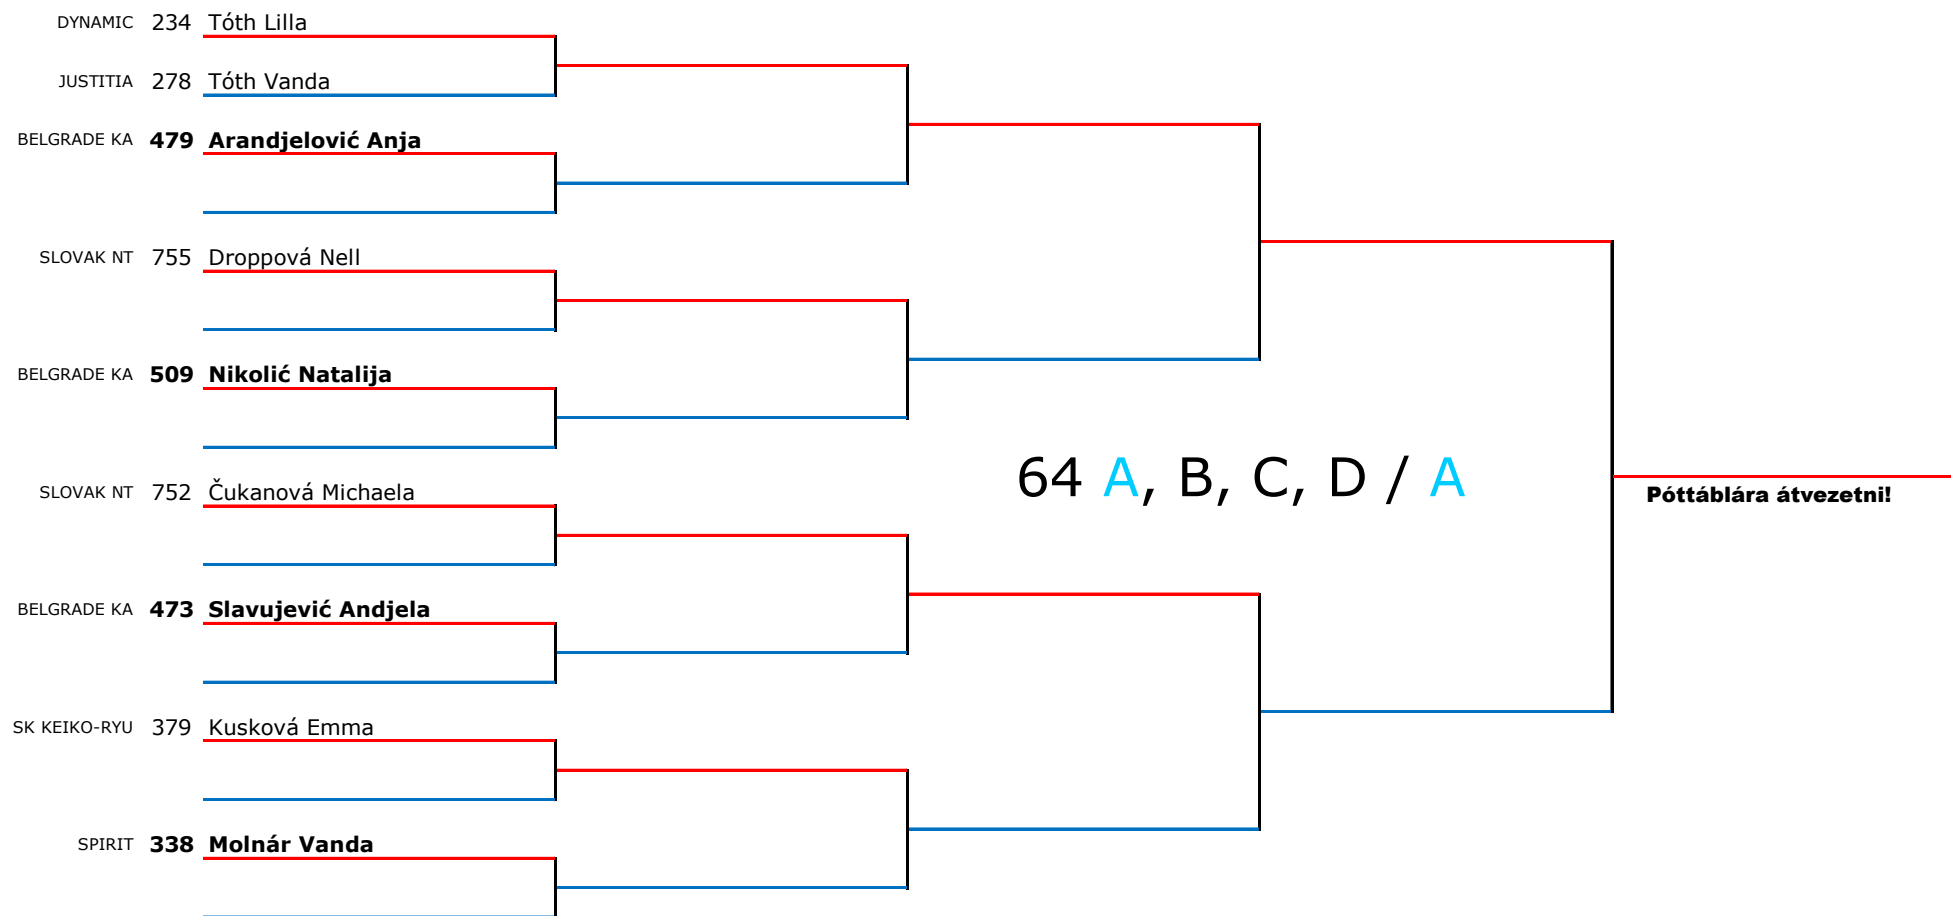 DYNAMIC 234 Tóth Lilla
JUSTITIA 278 Tóth Vanda
BELGRADE KA 479 Arandjelović Anja
SLOVAK NT 755 Droppová Nell
BELGRADE KA 509 Nikolić Natalija
64 A, B, C, D / A
SLOVAK NT 752 Čukanová Michaela
Póttáblára átvezetni!
BELGRADE KA 473 Slavujević Andjela
SK KEIKO-RYU 379 Kusková Emma
SPIRIT 338 Molnár Vanda